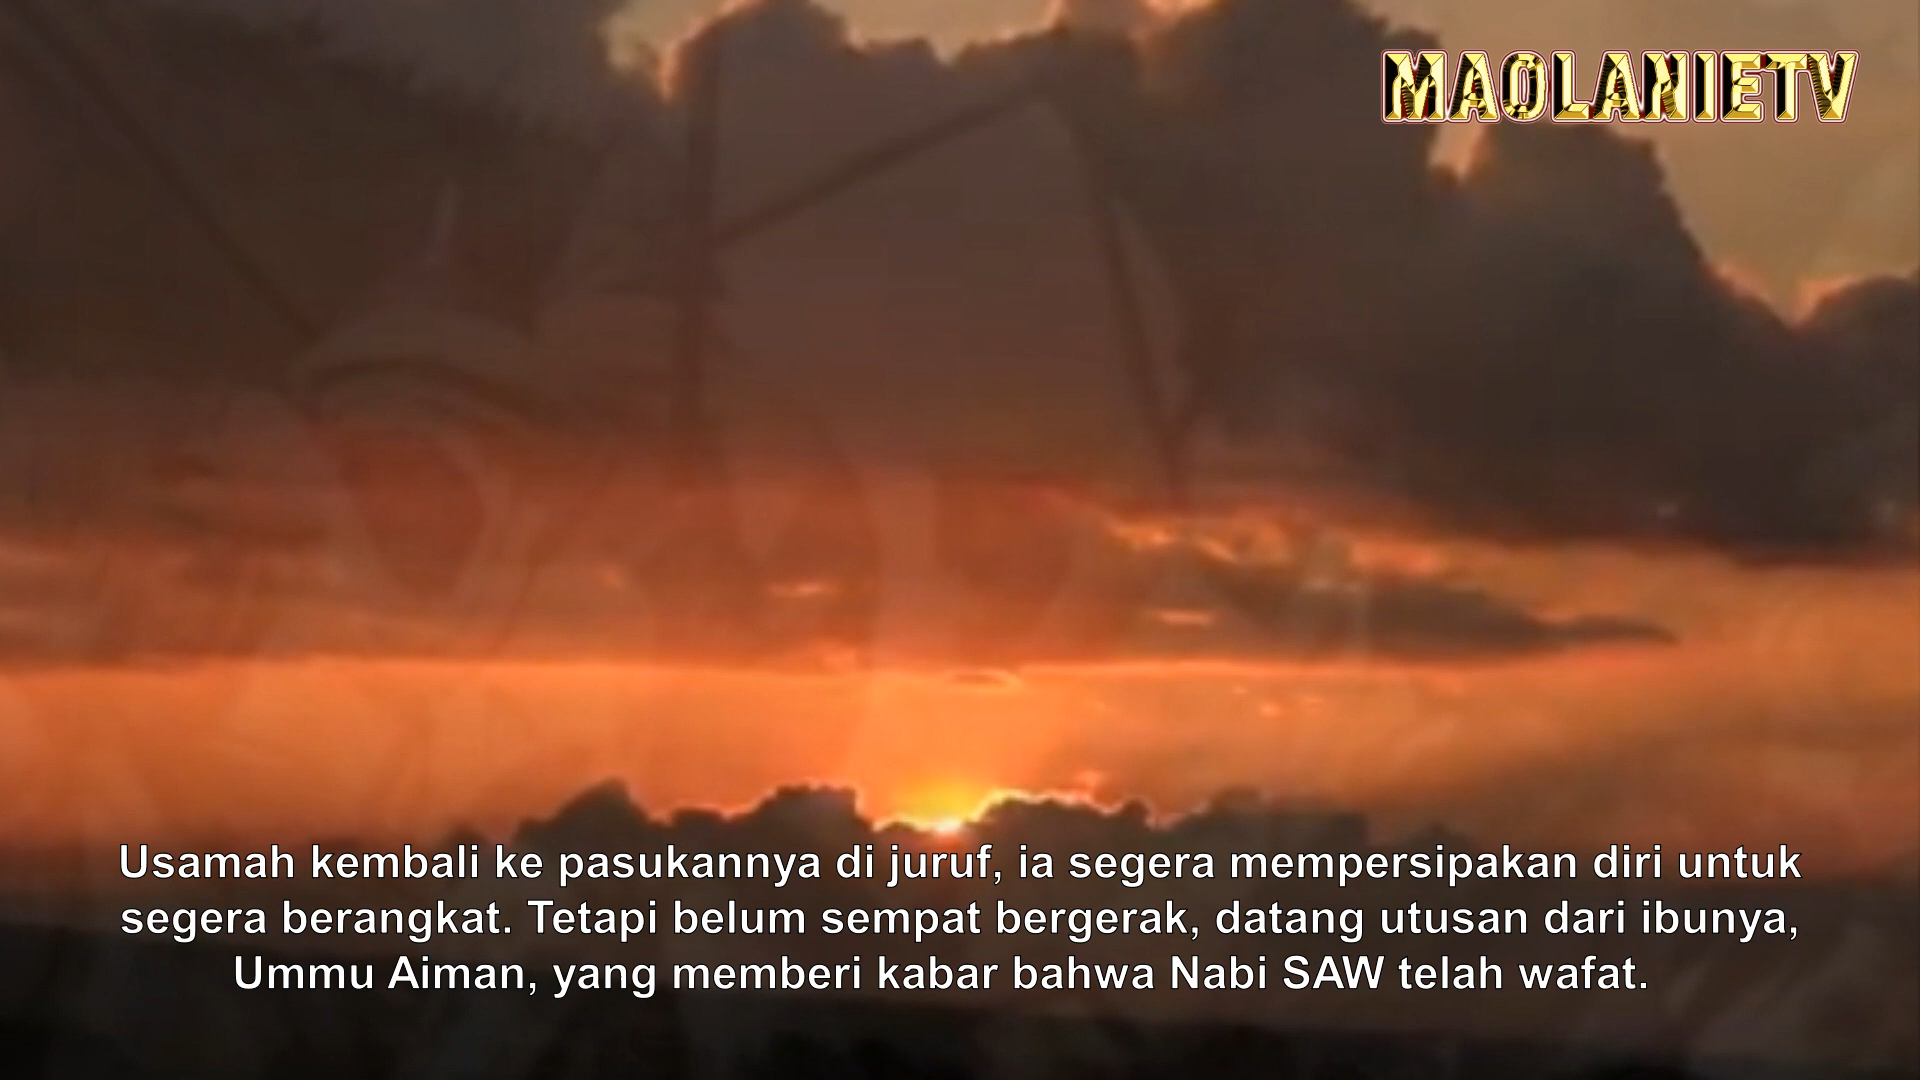 MAOLANIETV
Usamah kembali ke pasukannya di juruf, ia segera mempersipakan diri untuk
segera berangkat. Tetapi belum sempat bergerak, datang utusan dari ibunya,
Ummu Aiman, yang memberi kabar bahwa Nabi SAW telah wafat.